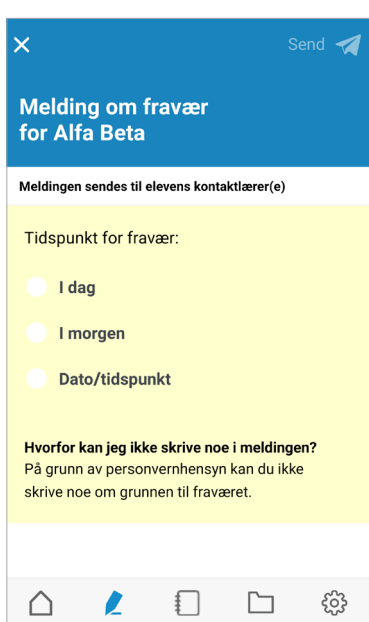 Send
Melding om fravær
for Alfa Beta
Meldingen sendes til elevens kontaktlærer(e)
Tidspunkt for fravær:
I dag
I morgen
Dato/tidspunkt
Hvorfor kan jeg ikke skrive noe i meldingen?
På grunn av personvernhensyn kan du ikke
skrive noe om grunnen til fraværet.